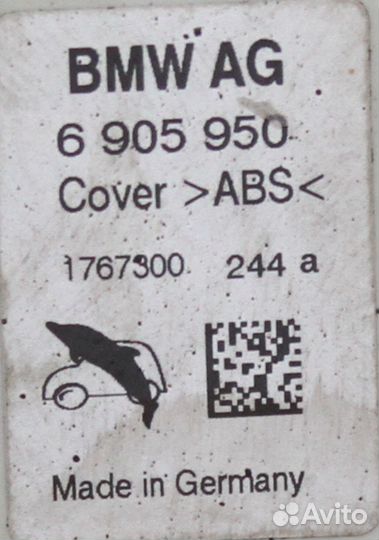 BMW AG
6 905 950
Cover >ABS<
1767300 244 a
Made in Germany
Avito